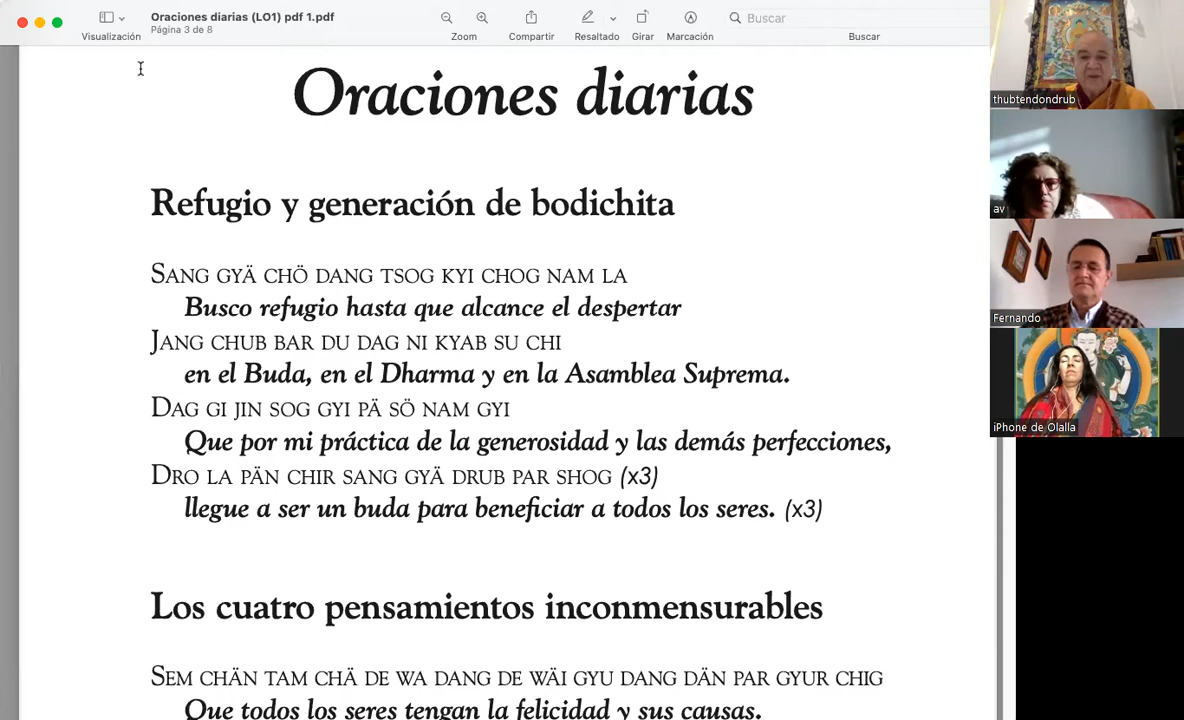 Oraciones diarias (LO1) pdf 1.pdf
Página 3 de 8
Visualización
Zoom
Compartir
Resaltado
Girar
Marcación
Buscar
Buscar
Oraciones diarias
Refugio y generación de bodichita
SANG GYÄ CHÖ DANG TSOG KYI CHOG NAM LA
Busco refugio hasta que alcance el despertar
JANG CHUB BAR DU DAG NI KYAB SU CHI
en el Buda, en el Dharma y en la Asamblea Suprema.
DAG GI JIN SOG GYI PÄ SÖ NAM GYI
Que por mi práctica de la generosidad y las demás perfecciones,
DRO LA PÄN CHIR SANG GYÄ DRUB PAR SHOG (x3)
llegue a ser un buda para beneficiar a todos los seres. (x3)
Los cuatro pensamientos inconmensurables
SEM CHÄN TAM CHÄ DE WA DANG DE WÄI GYU DANG DÄN PAR GYUR CHIG
Que todos los seres tengan la felicidad y sus causas.
thubtendondrub
av
Fernando
iPhone de Olalla